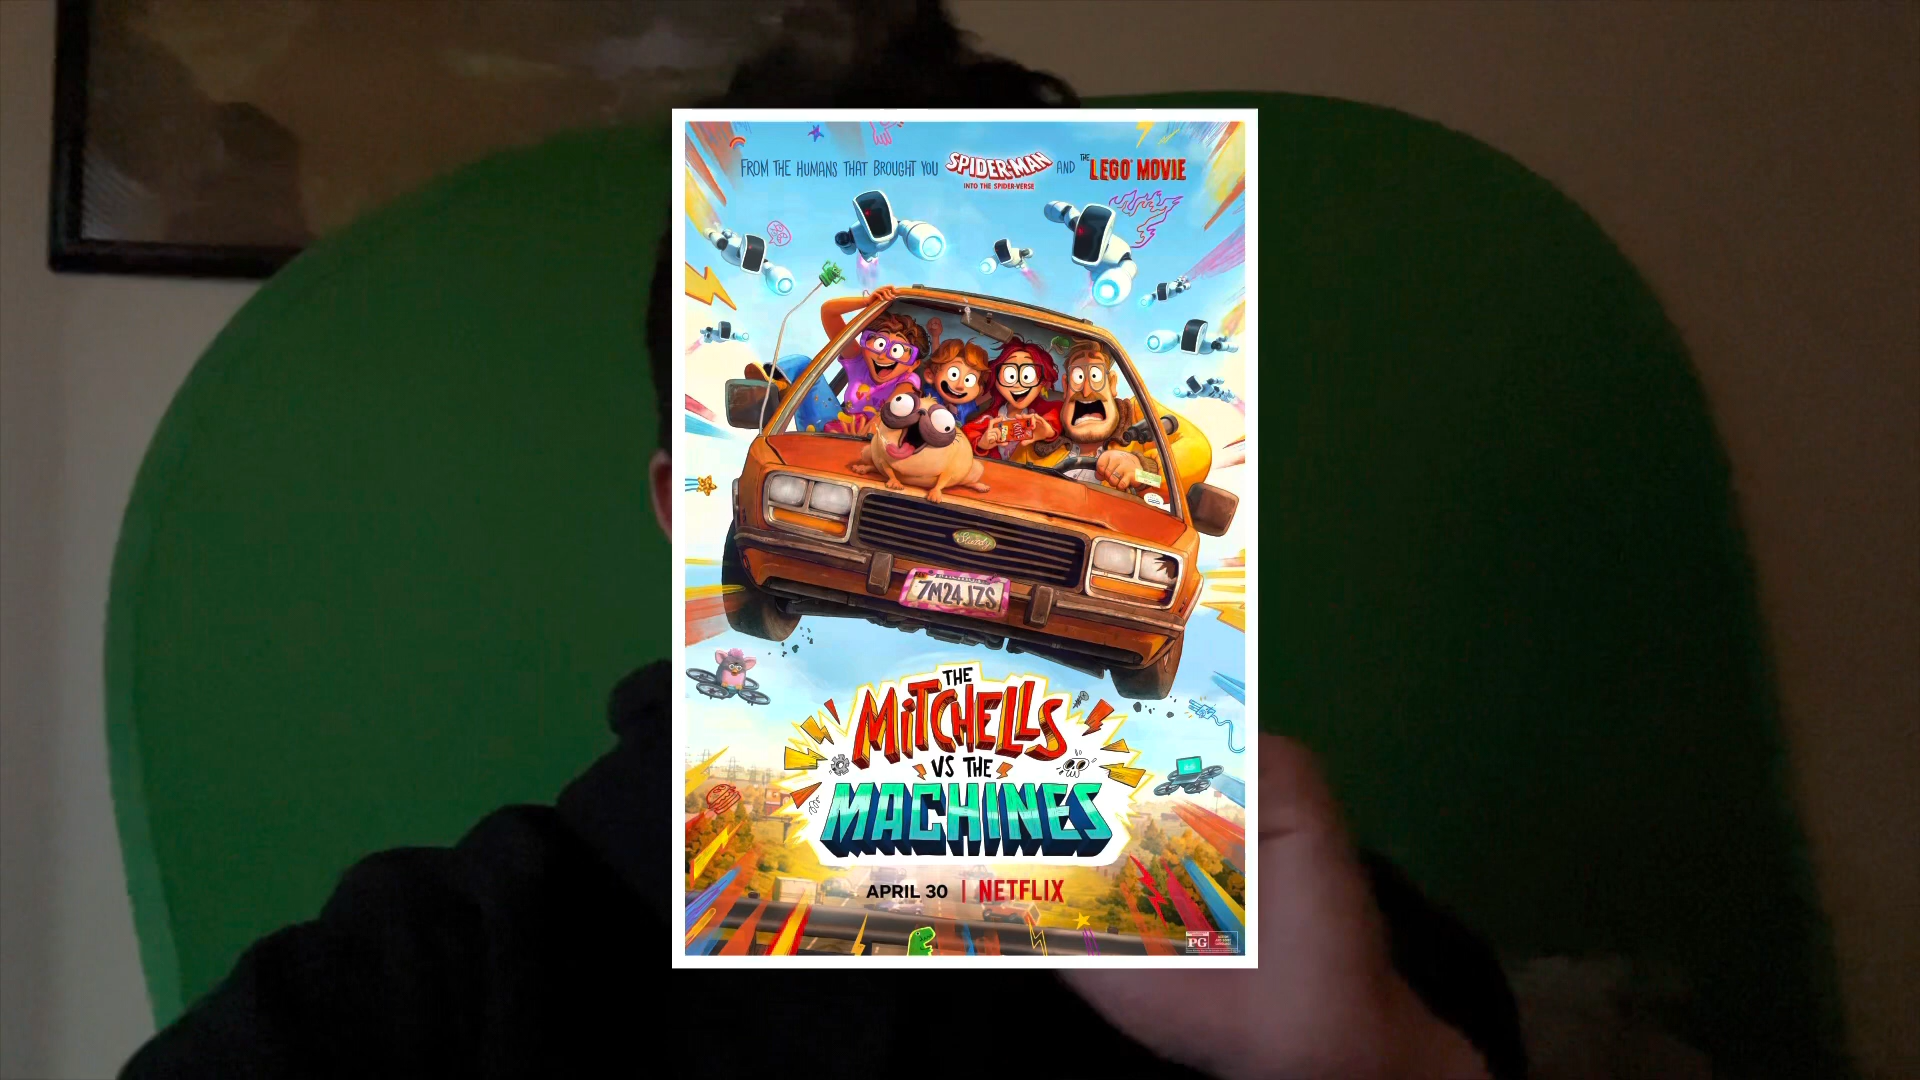 FROM THE HUMANS THAT BROUGHT YOU SPIDER-MAN AND THE LEGO MOVIE
INTO THE SPIDER-VERSE
Sturdy
7M24JZS
THE
MiTCHELLS
VS THE
MACHINES
APRIL 30 | NETFLIX
PG